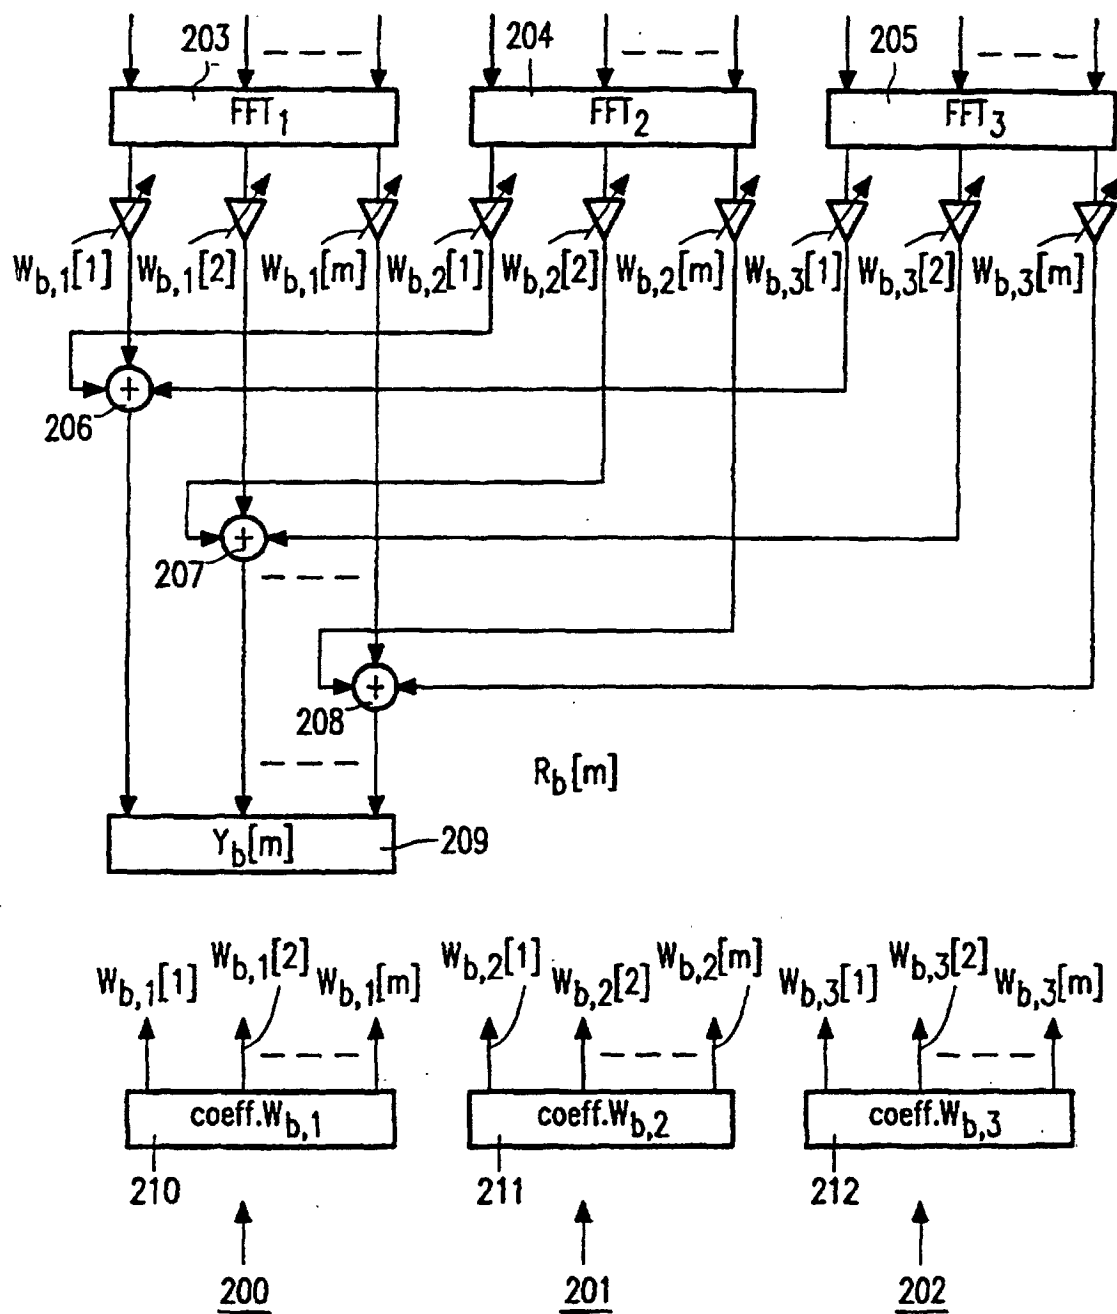 203 204 205
FFT1 FFT2 FFT3
Wb,1[1] Wb,1[2] Wb,1[m] Wb,2[1] Wb,2[2] Wb,2[m] Wb,3[1] Wb,3[2] Wb,3[m]
+
206
+
207
+
208
Rb[m]
Yb[m] 209
Wb,1[1] Wb,1[2] Wb,1[m] Wb,2[1] Wb,2[2] Wb,2[m] Wb,3[1] Wb,3[2] Wb,3[m]
coeff.Wb,1 coeff.Wb,2 coeff.Wb,3
210 211 212
200 201 202